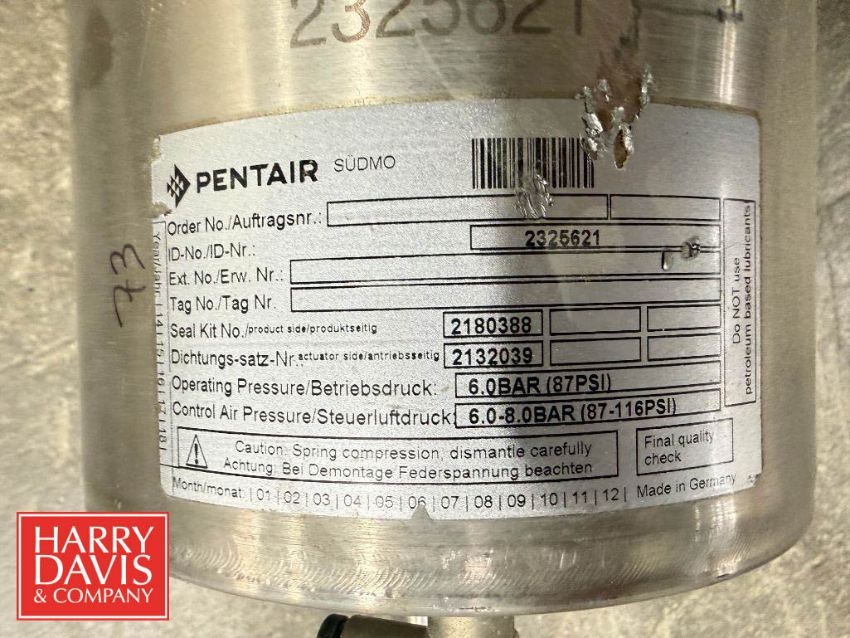 2325621
PENTAIR SÜDMO
Order No./Auftragsnr.:
ID-No./ID-Nr.: 2325621
Ext. No./Erw. Nr.:
Tag No./Tag Nr.
Seal Kit No./product side/produktseitig 2180388
Dichtungs-satz-Nr.:actuator side/antriebsseitig 2132039
Operating Pressure/Betriebsdruck: 6.0BAR (87PSI)
Control Air Pressure/Steuerluftdruck: 6.0-8.0BAR (87-116PSI)
Caution: Spring compression, dismantle carefully
Achtung: Bei Demontage Federspannung beachten
Final quality
check
Month/monat |01|02|03|04|05|06|07|08|09|10|11|12| Made in Germany
Year/Jahr |14|15|16|17|18|
Do NOT use
petroleum based lubricants
73
HARRY
DAVIS
& COMPANY